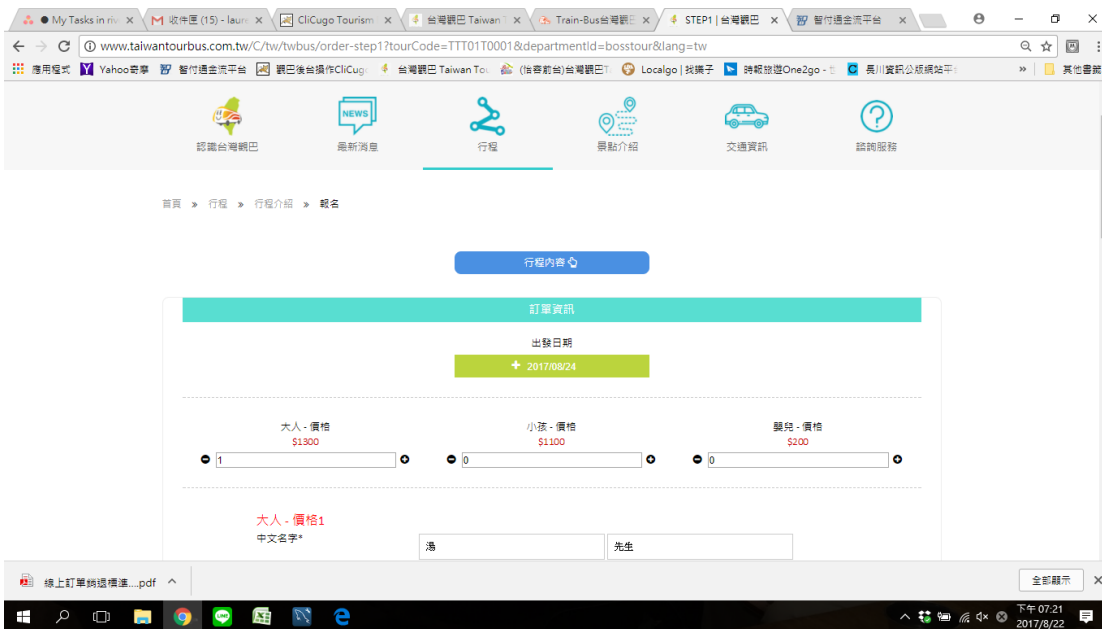 My Tasks in riv
收件匣 (15) - laure
CliCugo Tourism
台灣觀巴 Taiwan T
Train-Bus台灣觀巴
STEP1 | 台灣觀巴
智付通金流平台
www.taiwantourbus.com.tw/C/tw/twbus/order-step1?tourCode=TTT01T0001&departmentId=bosstour&lang=tw
應用程式
Yahoo奇摩
智付通金流平台
觀巴後台操作CliCugo
台灣觀巴 Taiwan Tou
(怡容前台)台灣觀巴T
Localgo | 找樂子
時報旅遊One2go -
長川資訊公版網站平
»
其他書籤
NEWS
認識台灣觀巴
最新消息
行程
景點介紹
交通資訊
諮詢服務
首頁 » 行程 » 行程介紹 » 報名
行程內容
訂單資訊
出發日期
+ 2017/08/24
大人 - 價格
小孩 - 價格
嬰兒 - 價格
$1300
$1100
$200
1
0
0
大人 - 價格1
中文名字*
湯
先生
線上訂單銷退標準....pdf
全部顯示
下午 07:21
2017/8/22